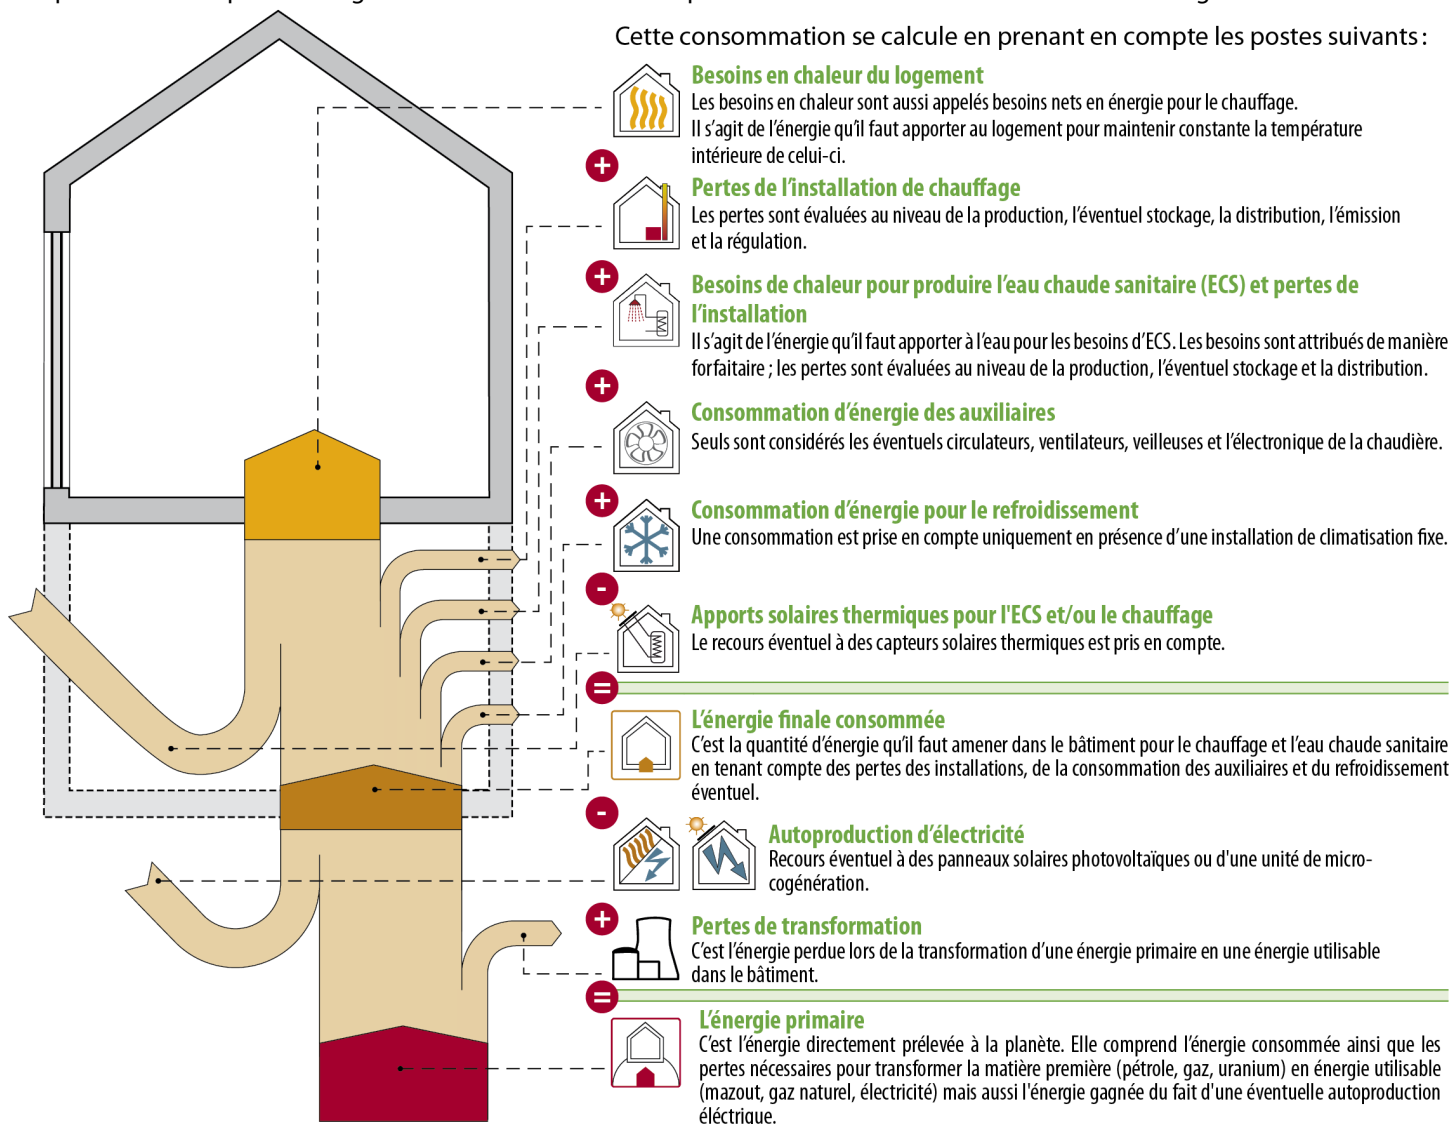 Cette consommation se calcule en prenant en compte les postes suivants :
Besoins en chaleur du logement
Les besoins en chaleur sont aussi appelés besoins nets en énergie pour le chauffage.
Il s’agit de l’énergie qu’il faut apporter au logement pour maintenir constante la température
intérieure de celui-ci.
+
Pertes de l’installation de chauffage
Les pertes sont évaluées au niveau de la production, l’éventuel stockage, la distribution, l’émission
et la régulation.
+
Besoins de chaleur pour produire l’eau chaude sanitaire (ECS) et pertes de
l’installation
Il s’agit de l’énergie qu’il faut apporter à l’eau pour les besoins d’ECS. Les besoins sont attribués de manière
forfaitaire ; les pertes sont évaluées au niveau de la production, l’éventuel stockage et la distribution.
+
Consommation d’énergie des auxiliaires
Seuls sont considérés les éventuels circulateurs, ventilateurs, veilleuses et l’électronique de la chaudière.
+
Consommation d’énergie pour le refroidissement
Une consommation est prise en compte uniquement en présence d’une installation de climatisation fixe.
-
Apports solaires thermiques pour l'ECS et/ou le chauffage
Le recours éventuel à des capteurs solaires thermiques est pris en compte.
=
L’énergie finale consommée
C’est la quantité d’énergie qu’il faut amener dans le bâtiment pour le chauffage et l’eau chaude sanitaire
en tenant compte des pertes des installations, de la consommation des auxiliaires et du refroidissement
éventuel.
-
Autoproduction d’électricité
Recours éventuel à des panneaux solaires photovoltaïques ou d'une unité de micro-
cogénération.
+
Pertes de transformation
C’est l’énergie perdue lors de la transformation d’une énergie primaire en une énergie utilisable
dans le bâtiment.
=
L’énergie primaire
C’est l’énergie directement prélevée à la planète. Elle comprend l’énergie consommée ainsi que les
pertes nécessaires pour transformer la matière première (pétrole, gaz, uranium) en énergie utilisable
(mazout, gaz naturel, électricité) mais aussi l'énergie gagnée du fait d'une éventuelle autoproduction
éléctrique.